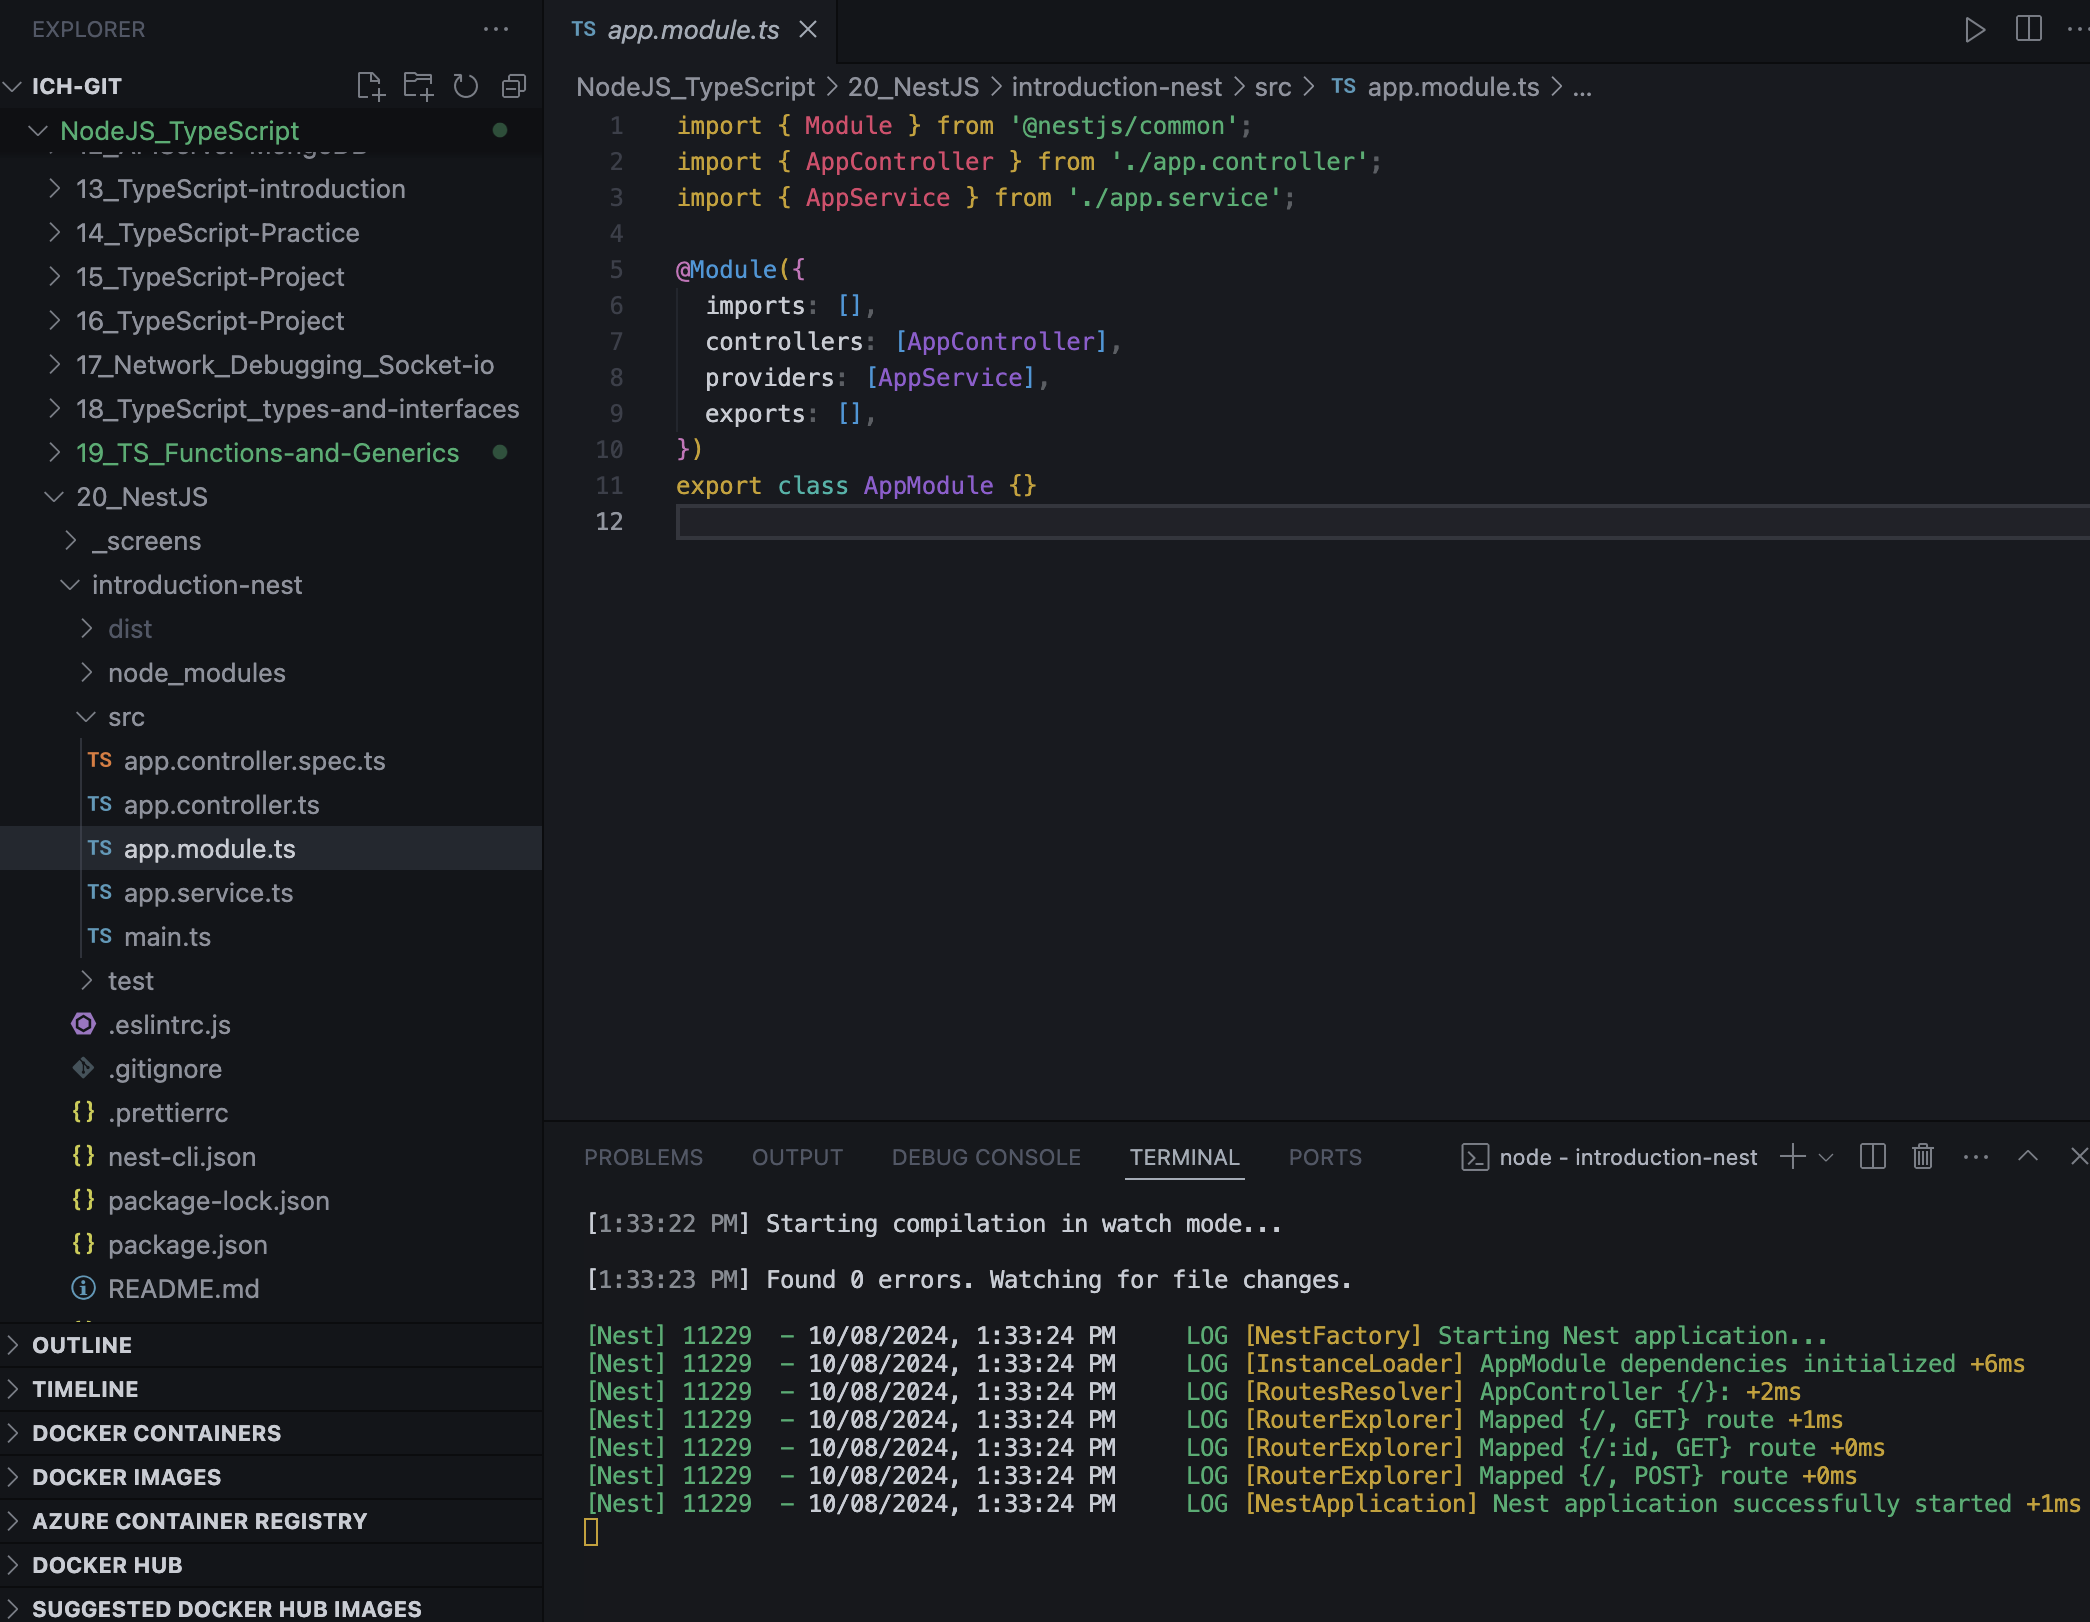 EXPLORER
ICH-GIT
NodeJS_TypeScript
13_TypeScript-introduction
14_TypeScript-Practice
15_TypeScript-Project
16_TypeScript-Project
17_Network_Debugging_Socket-io
18_TypeScript_types-and-interfaces
19_TS_Functions-and-Generics
20_NestJS
_screens
introduction-nest
dist
node_modules
src
TS app.controller.spec.ts
TS app.controller.ts
TS app.module.ts
TS app.service.ts
TS main.ts
test
.eslintrc.js
.gitignore
{} .prettierrc
{} nest-cli.json
{} package-lock.json
{} package.json
README.md
OUTLINE
TIMELINE
DOCKER CONTAINERS
DOCKER IMAGES
AZURE CONTAINER REGISTRY
DOCKER HUB
SUGGESTED DOCKER HUB IMAGES
TS app.module.ts
NodeJS_TypeScript > 20_NestJS > introduction-nest > src > TS app.module.ts > ...
1 import { Module } from '@nestjs/common';
2 import { AppController } from './app.controller';
3 import { AppService } from './app.service';
4
5 @Module({
6 imports: [],
7 controllers: [AppController],
8 providers: [AppService],
9 exports: [],
10 })
11 export class AppModule {}
12
PROBLEMS OUTPUT DEBUG CONSOLE TERMINAL PORTS node - introduction-nest
[1:33:22 PM] Starting compilation in watch mode...
[1:33:23 PM] Found 0 errors. Watching for file changes.
[Nest] 11229 - 10/08/2024, 1:33:24 PM LOG [NestFactory] Starting Nest application...
[Nest] 11229 - 10/08/2024, 1:33:24 PM LOG [InstanceLoader] AppModule dependencies initialized +6ms
[Nest] 11229 - 10/08/2024, 1:33:24 PM LOG [RoutesResolver] AppController {/}: +2ms
[Nest] 11229 - 10/08/2024, 1:33:24 PM LOG [RouterExplorer] Mapped {/, GET} route +1ms
[Nest] 11229 - 10/08/2024, 1:33:24 PM LOG [RouterExplorer] Mapped {/:id, GET} route +0ms
[Nest] 11229 - 10/08/2024, 1:33:24 PM LOG [RouterExplorer] Mapped {/, POST} route +0ms
[Nest] 11229 - 10/08/2024, 1:33:24 PM LOG [NestApplication] Nest application successfully started +1ms